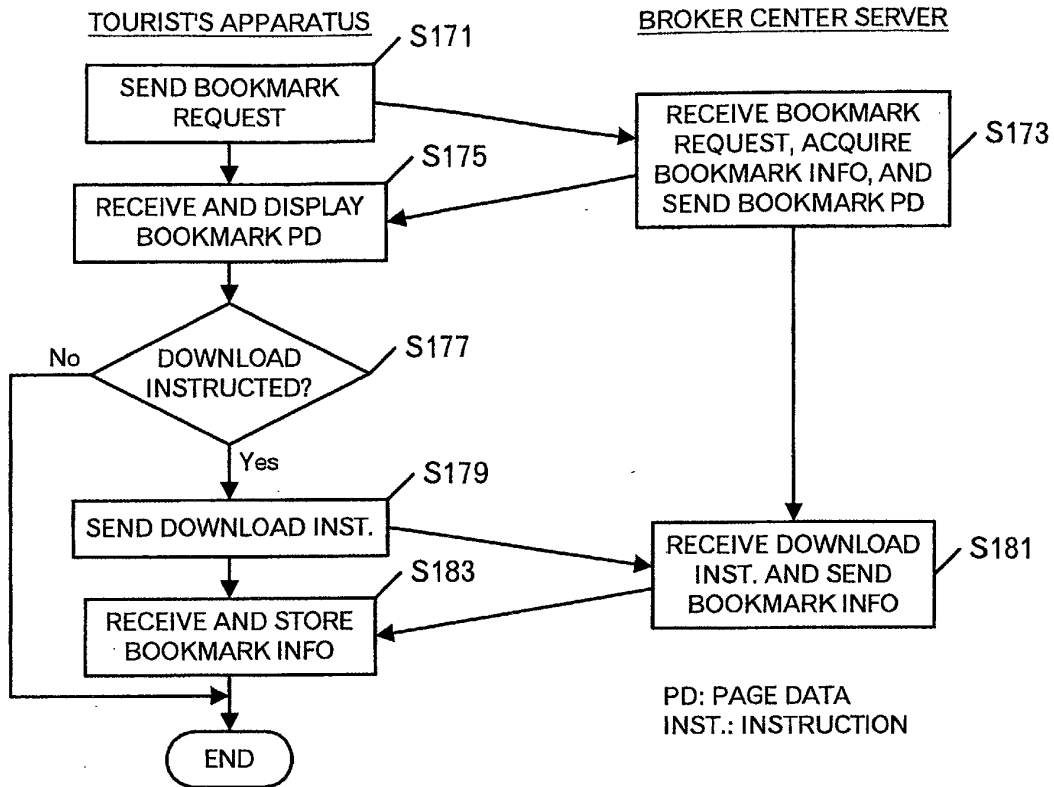 TOURIST'S APPARATUS
BROKER CENTER SERVER
S171
SEND BOOKMARK
REQUEST
RECEIVE BOOKMARK
REQUEST, ACQUIRE
BOOKMARK INFO, AND
SEND BOOKMARK PD
S173
S175
RECEIVE AND DISPLAY
BOOKMARK PD
No
DOWNLOAD
INSTRUCTED?
S177
Yes
S179
SEND DOWNLOAD INST.
RECEIVE DOWNLOAD
INST. AND SEND
BOOKMARK INFO
S181
S183
RECEIVE AND STORE
BOOKMARK INFO
PD: PAGE DATA
INST.: INSTRUCTION
END